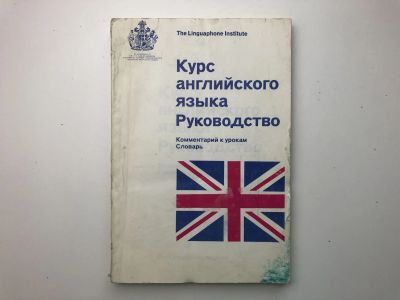 The Linguaphone Institute
Курс
английского
языка
Руководство
Комментарий к урокам
Словарь